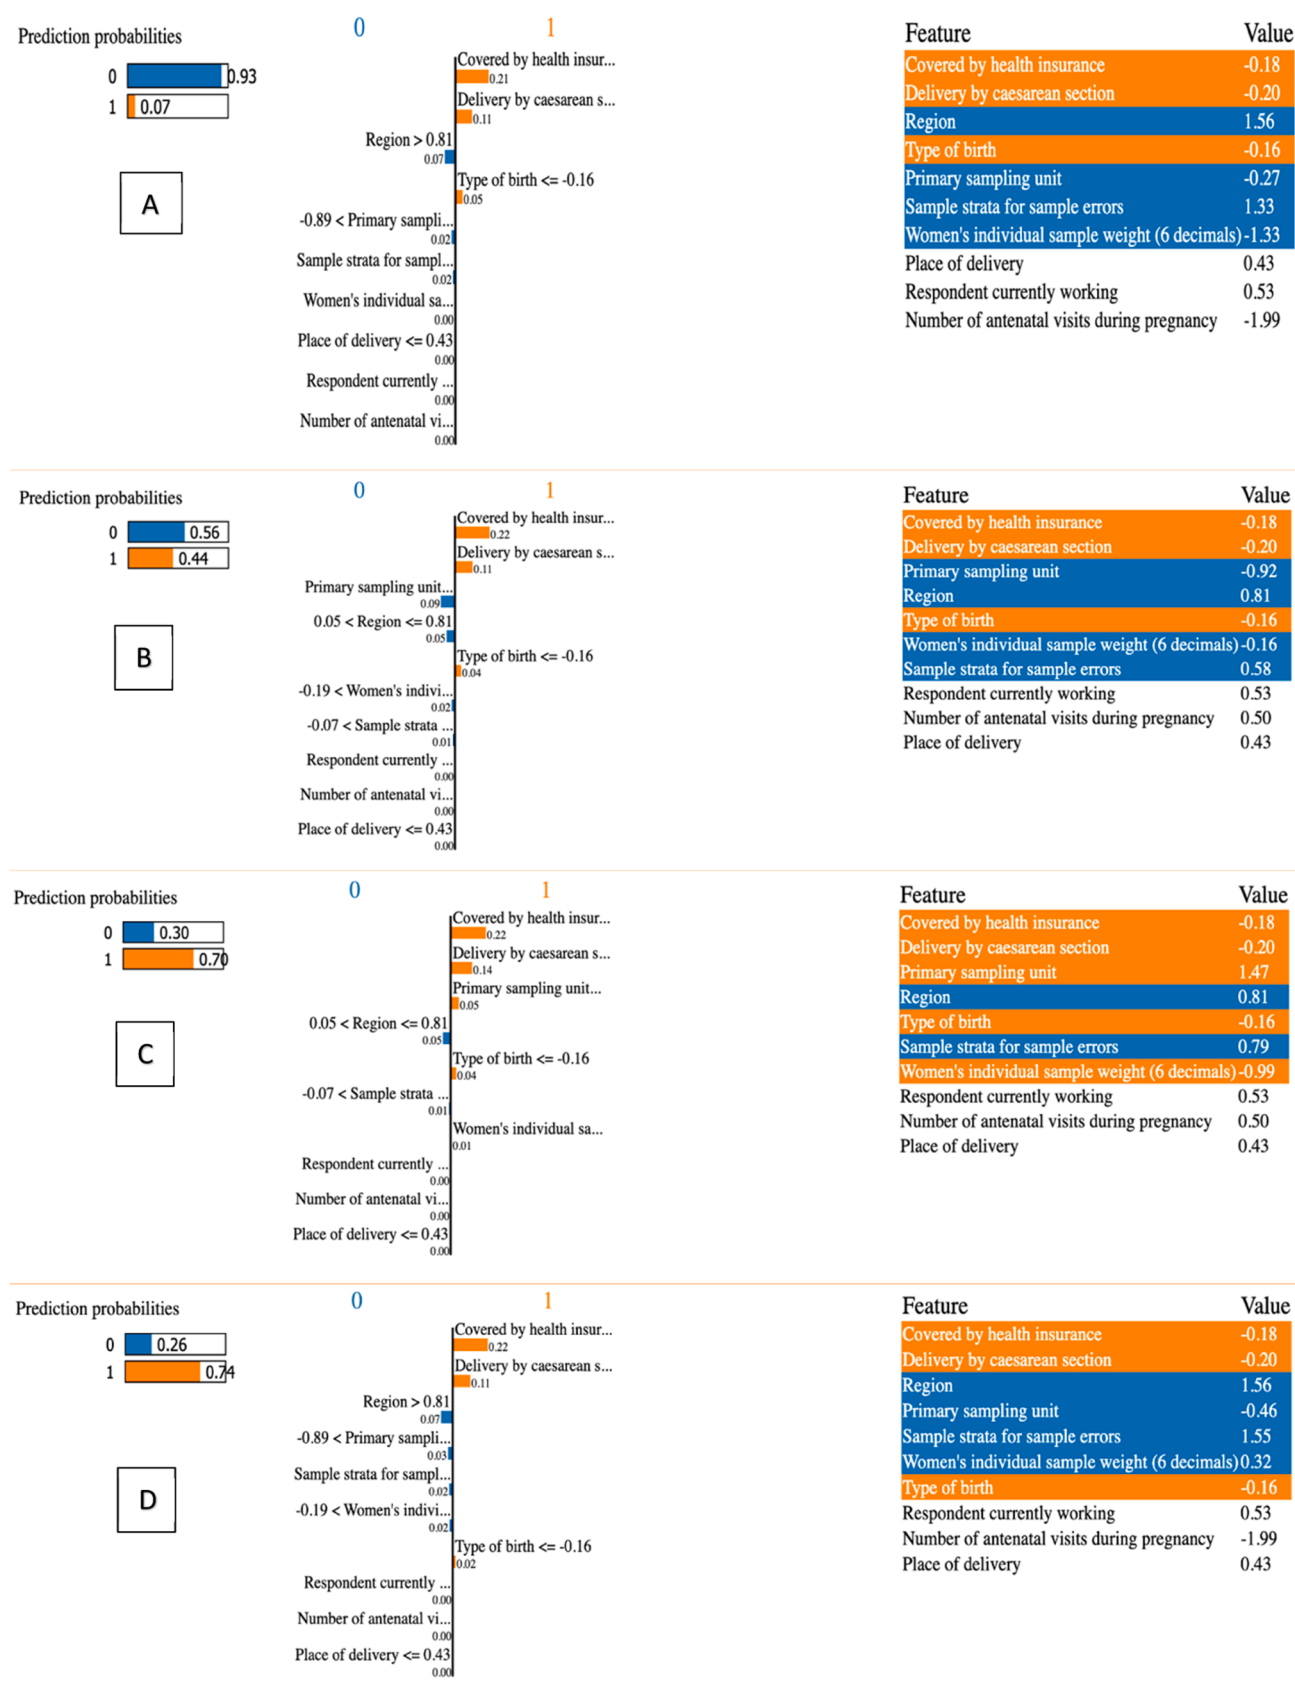 Prediction probabilities
0 0.93
1 0.07
A
0 1
Covered by health insur...
0.21
Delivery by caesarean s...
0.11
Region > 0.81
0.07
Type of birth <= -0.16
0.05
-0.89 < Primary sampli...
0.02
Sample strata for sampl...
0.02
Women's individual sa...
0.00
Place of delivery <= 0.43
0.00
Respondent currently ...
0.00
Number of antenatal vi...
0.00
Feature Value
Covered by health insurance -0.18
Delivery by caesarean section -0.20
Region 1.56
Type of birth -0.16
Primary sampling unit -0.27
Sample strata for sample errors 1.33
Women's individual sample weight (6 decimals) -1.33
Place of delivery 0.43
Respondent currently working 0.53
Number of antenatal visits during pregnancy -1.99
Prediction probabilities
0 0.56
1 0.44
B
0 1
Covered by health insur...
0.22
Delivery by caesarean s...
0.11
Primary sampling unit...
0.09
0.05 < Region <= 0.81
0.05
Type of birth <= -0.16
0.04
-0.19 < Women's indivi...
0.02
-0.07 < Sample strata ...
0.01
Respondent currently ...
0.00
Number of antenatal vi...
0.00
Place of delivery <= 0.43
0.00
Feature Value
Covered by health insurance -0.18
Delivery by caesarean section -0.20
Primary sampling unit -0.92
Region 0.81
Type of birth -0.16
Women's individual sample weight (6 decimals) -0.16
Sample strata for sample errors 0.58
Respondent currently working 0.53
Number of antenatal visits during pregnancy 0.50
Place of delivery 0.43
Prediction probabilities
0 0.30
1 0.70
C
0 1
Covered by health insur...
0.22
Delivery by caesarean s...
0.14
Primary sampling unit...
0.05
0.05 < Region <= 0.81
0.05
Type of birth <= -0.16
0.04
-0.07 < Sample strata ...
0.01
Women's individual sa...
0.01
Respondent currently ...
0.00
Number of antenatal vi...
0.00
Place of delivery <= 0.43
0.00
Feature Value
Covered by health insurance -0.18
Delivery by caesarean section -0.20
Primary sampling unit 1.47
Region 0.81
Type of birth -0.16
Sample strata for sample errors 0.79
Women's individual sample weight (6 decimals) -0.99
Respondent currently working 0.53
Number of antenatal visits during pregnancy 0.50
Place of delivery 0.43
Prediction probabilities
0 0.26
1 0.74
D
0 1
Covered by health insur...
0.22
Delivery by caesarean s...
0.11
Region > 0.81
0.07
-0.89 < Primary sampli...
0.03
Sample strata for sampl...
0.02
-0.19 < Women's indivi...
0.02
Type of birth <= -0.16
0.02
Respondent currently ...
0.00
Number of antenatal vi...
0.00
Place of delivery <= 0.43
0.00
Feature Value
Covered by health insurance -0.18
Delivery by caesarean section -0.20
Region 1.56
Primary sampling unit -0.46
Sample strata for sample errors 1.55
Women's individual sample weight (6 decimals) 0.32
Type of birth -0.16
Respondent currently working 0.53
Number of antenatal visits during pregnancy -1.99
Place of delivery 0.43